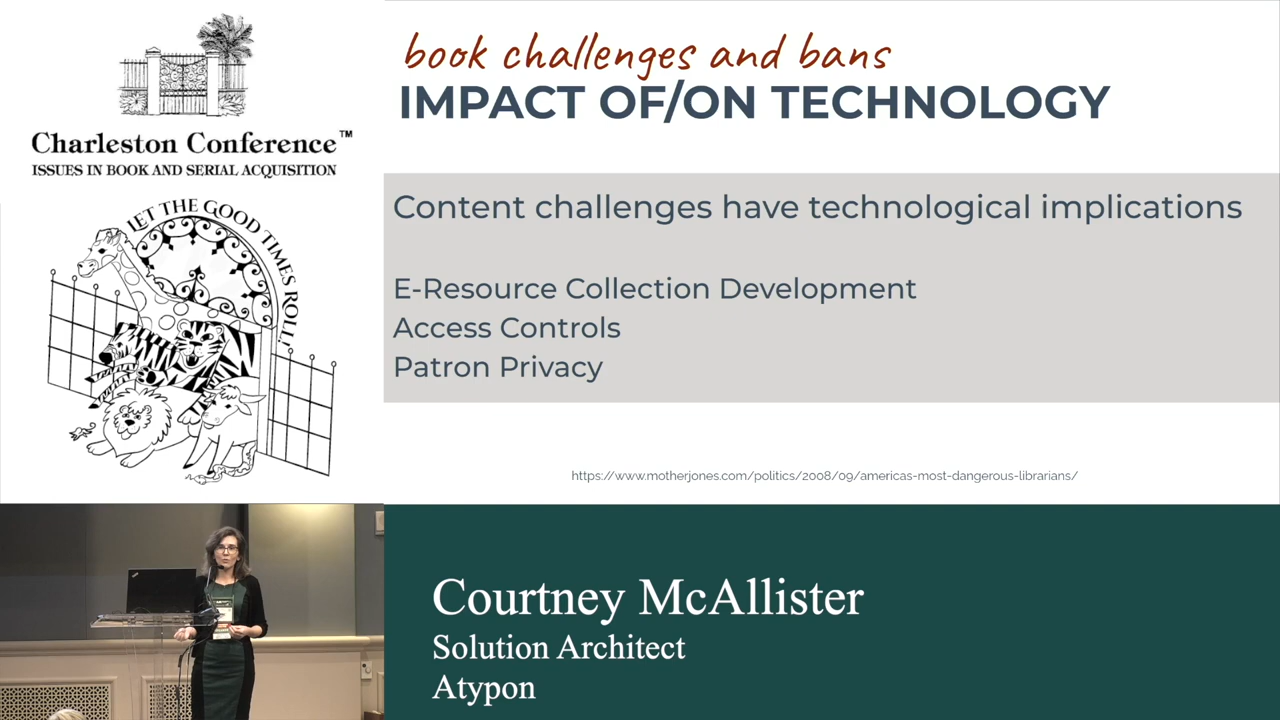 Charleston Conference™
ISSUES IN BOOK AND SERIAL ACQUISITION
LET THE GOOD TIMES ROLL!
book challenges and bans
IMPACT OF/ON TECHNOLOGY
Content challenges have technological implications
E-Resource Collection Development
Access Controls
Patron Privacy
https://www.motherjones.com/politics/2008/09/americas-most-dangerous-librarians/
Courtney McAllister
Solution Architect
Atypon